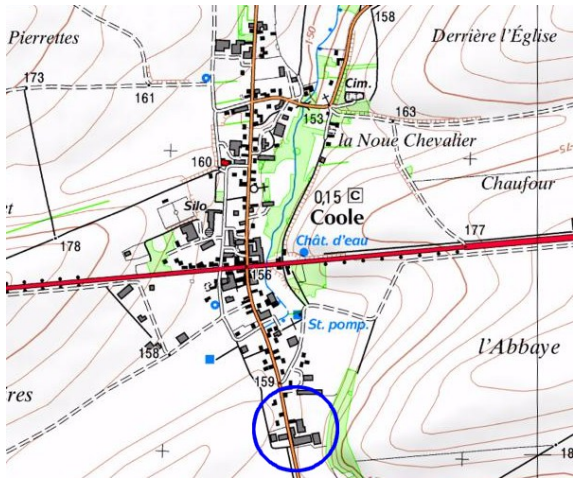 Pierrettes
158
Derrière l'Église
150
173
161
Cim.
153
163
la Noue Chevalier
160
0,15 C
Chaufour
Coole
Silo
178
Chât. d'eau
177
156
St. pomp.
158
l'Abbaye
159
res